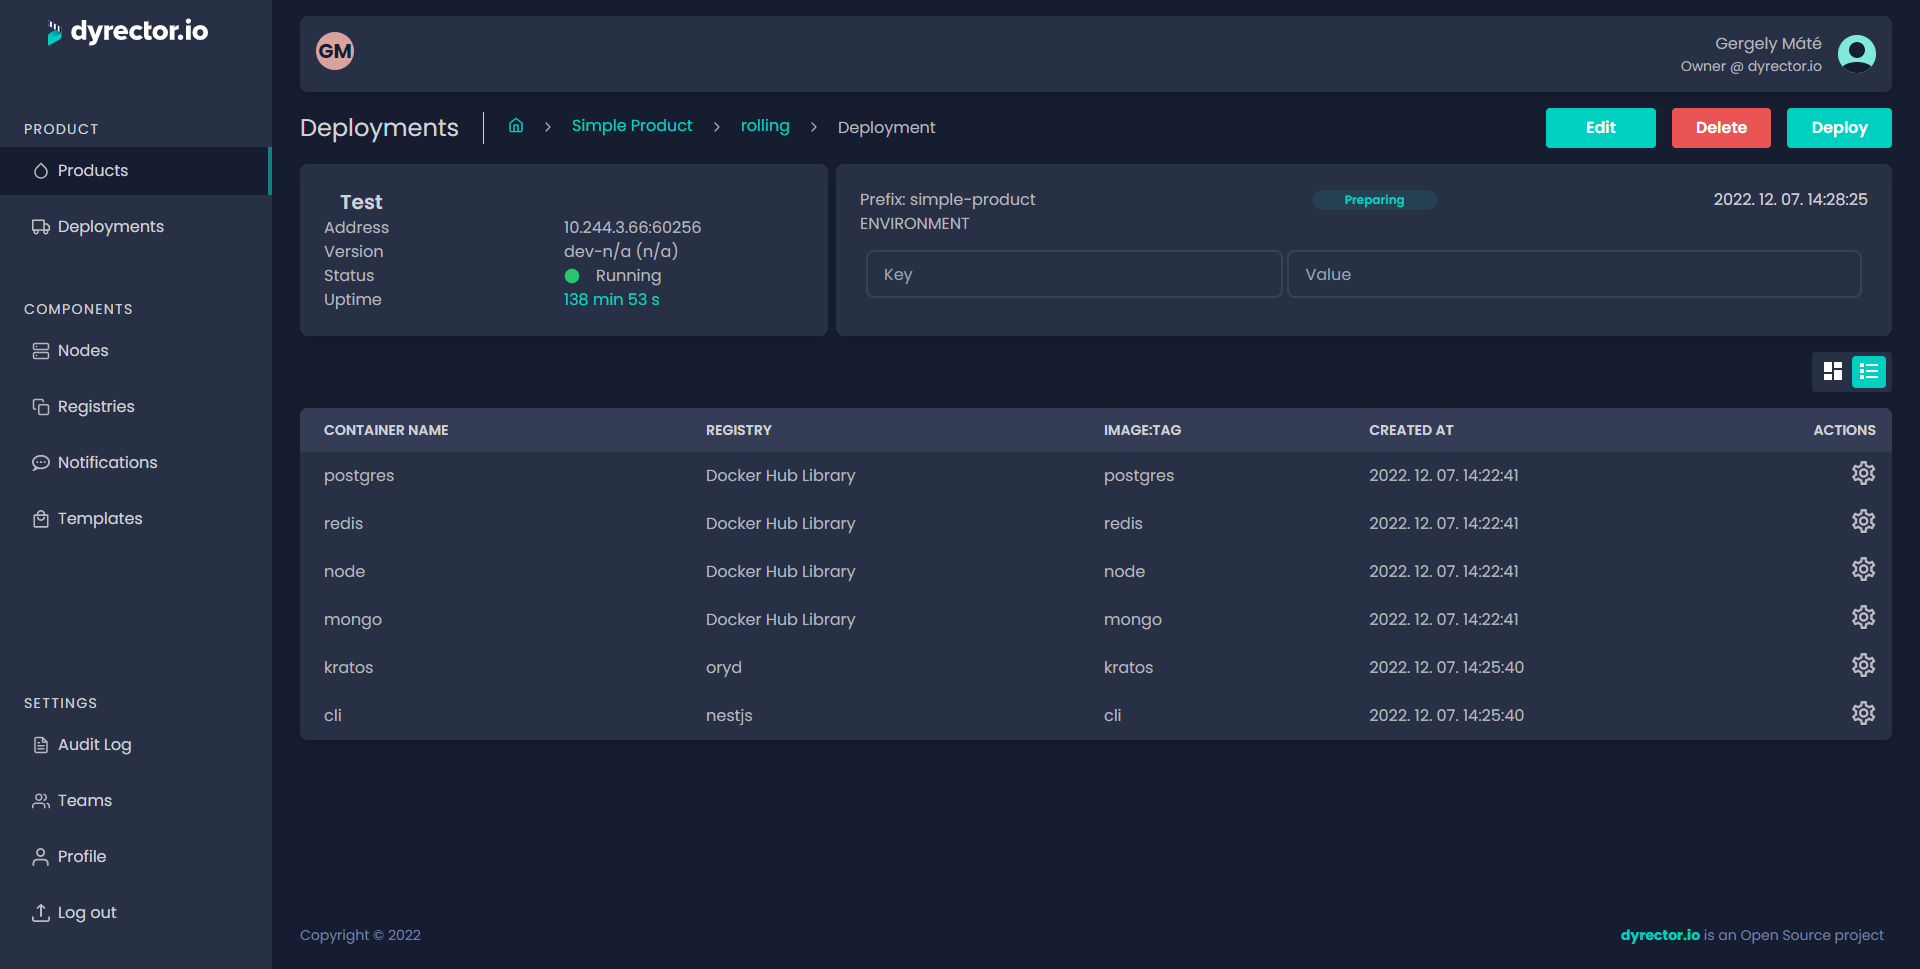 dyrector.io
PRODUCT
Products
Deployments
COMPONENTS
Nodes
Registries
Notifications
Templates
SETTINGS
Audit Log
Teams
Profile
Log out
GM
Gergely Máté
Owner @ dyrector.io
Deployments
Simple Product
rolling
Deployment
Edit
Delete
Deploy
Test
Address 10.244.3.66:60256
Version dev-n/a (n/a)
Status Running
Uptime 138 min 53 s
Prefix: simple-product Preparing 2022. 12. 07. 14:28:25
ENVIRONMENT
Key Value
CONTAINER NAME REGISTRY IMAGE:TAG CREATED AT ACTIONS
postgres Docker Hub Library postgres 2022. 12. 07. 14:22:41
redis Docker Hub Library redis 2022. 12. 07. 14:22:41
node Docker Hub Library node 2022. 12. 07. 14:22:41
mongo Docker Hub Library mongo 2022. 12. 07. 14:22:41
kratos oryd kratos 2022. 12. 07. 14:25:40
cli nestjs cli 2022. 12. 07. 14:25:40
Copyright © 2022
dyrector.io is an Open Source project